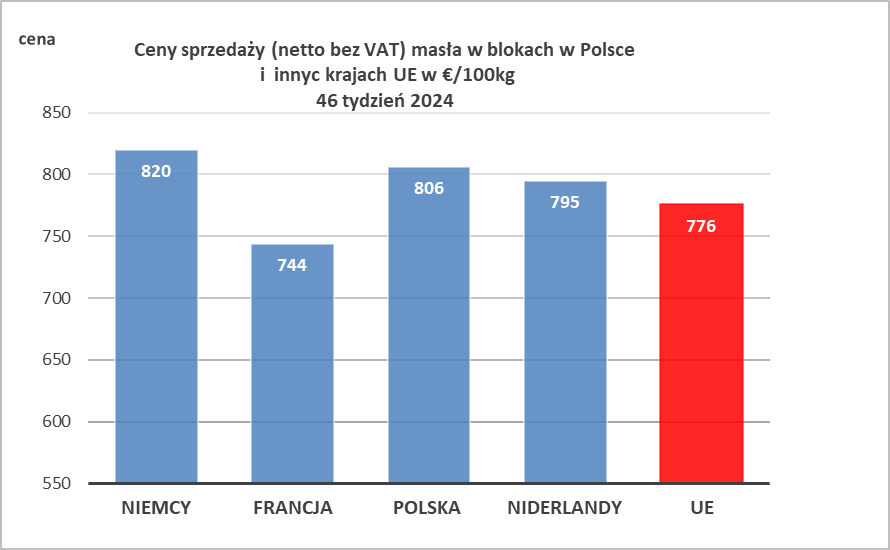 cena
Ceny sprzedaży (netto bez VAT) masła w blokach w Polsce
i innyc krajach UE w €/100kg
46 tydzień 2024
850
800
750
700
650
600
550
820
744
806
795
776
NIEMCY
FRANCJA
POLSKA
NIDERLANDY
UE